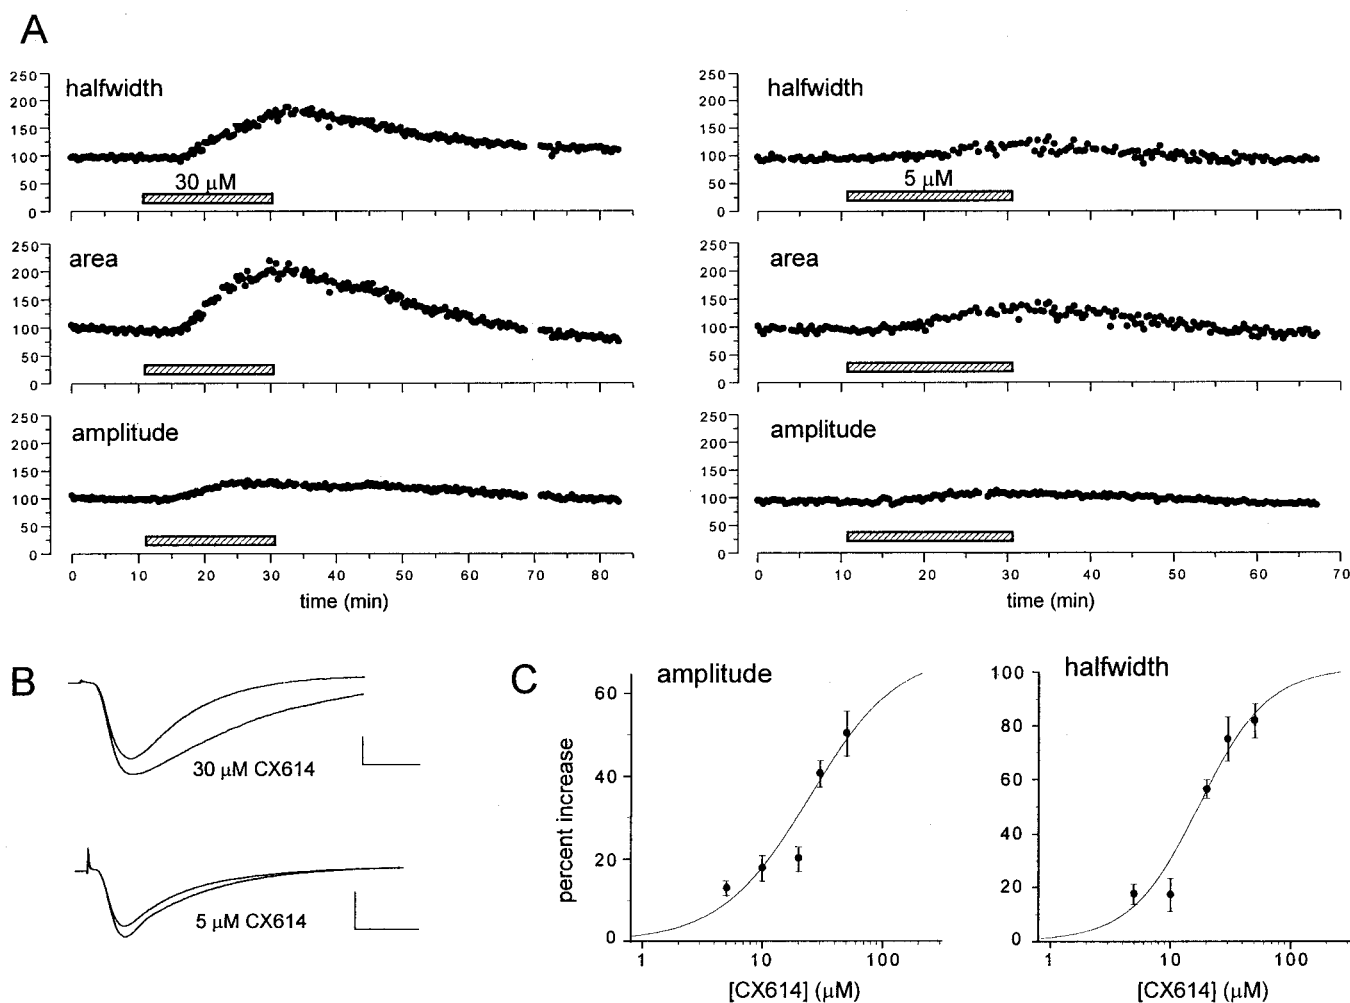 A
250
200
150
100
50
0
halfwidth
30 μM
250
200
150
100
50
0
area
250
200
150
100
50
0
amplitude
0 10 20 30 40 50 60 70 80
time (min)
250
200
150
100
50
0
halfwidth
5 μM
250
200
150
100
50
0
area
250
200
150
100
50
0
amplitude
0 10 20 30 40 50 60 70
time (min)
B
30 μM CX614
5 μM CX614
C
amplitude
percent increase
60
40
20
0
1 10 100
[CX614] (μM)
halfwidth
100
80
60
40
20
0
1 10 100
[CX614] (μM)